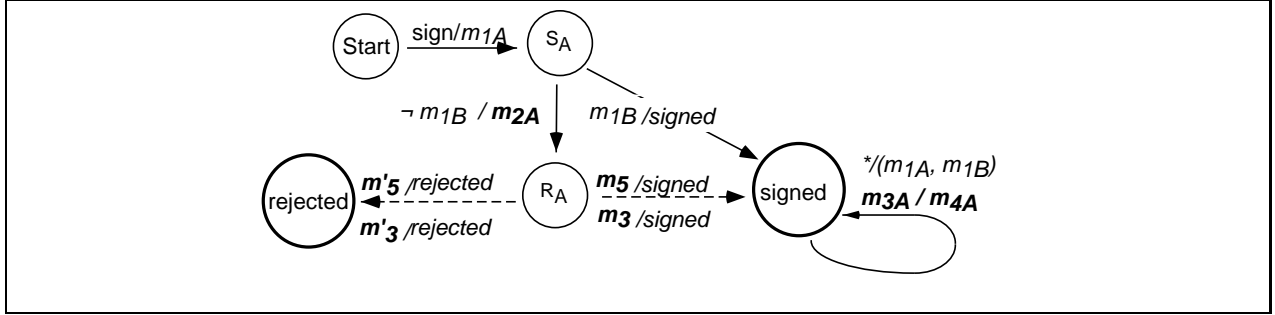 Start
sign/m1A
SA
¬ m1B / m2A
m1B /signed
*/(m1A, m1B)
m3A / m4A
signed
rejected
m'5 /rejected
m'3 /rejected
RA
m5 /signed
m3 /signed